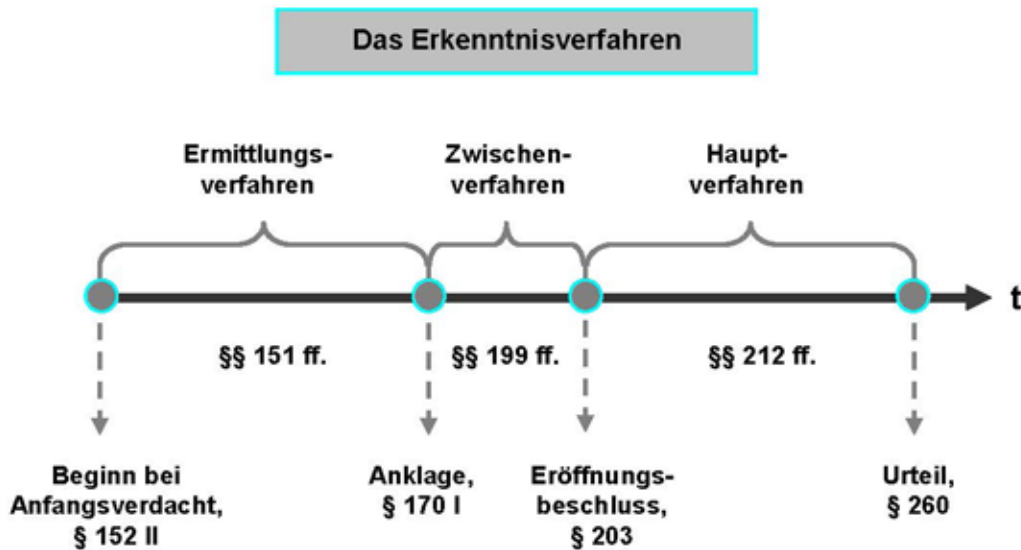 Das Erkenntnisverfahren
Ermittlungs-
verfahren
Zwischen-
verfahren
Haupt-
verfahren
t
§§ 151 ff.
§§ 199 ff.
§§ 212 ff.
Beginn bei
Anfangsverdacht,
§ 152 II
Anklage,
§ 170 I
Eröffnungs-
beschluss,
§ 203
Urteil,
§ 260